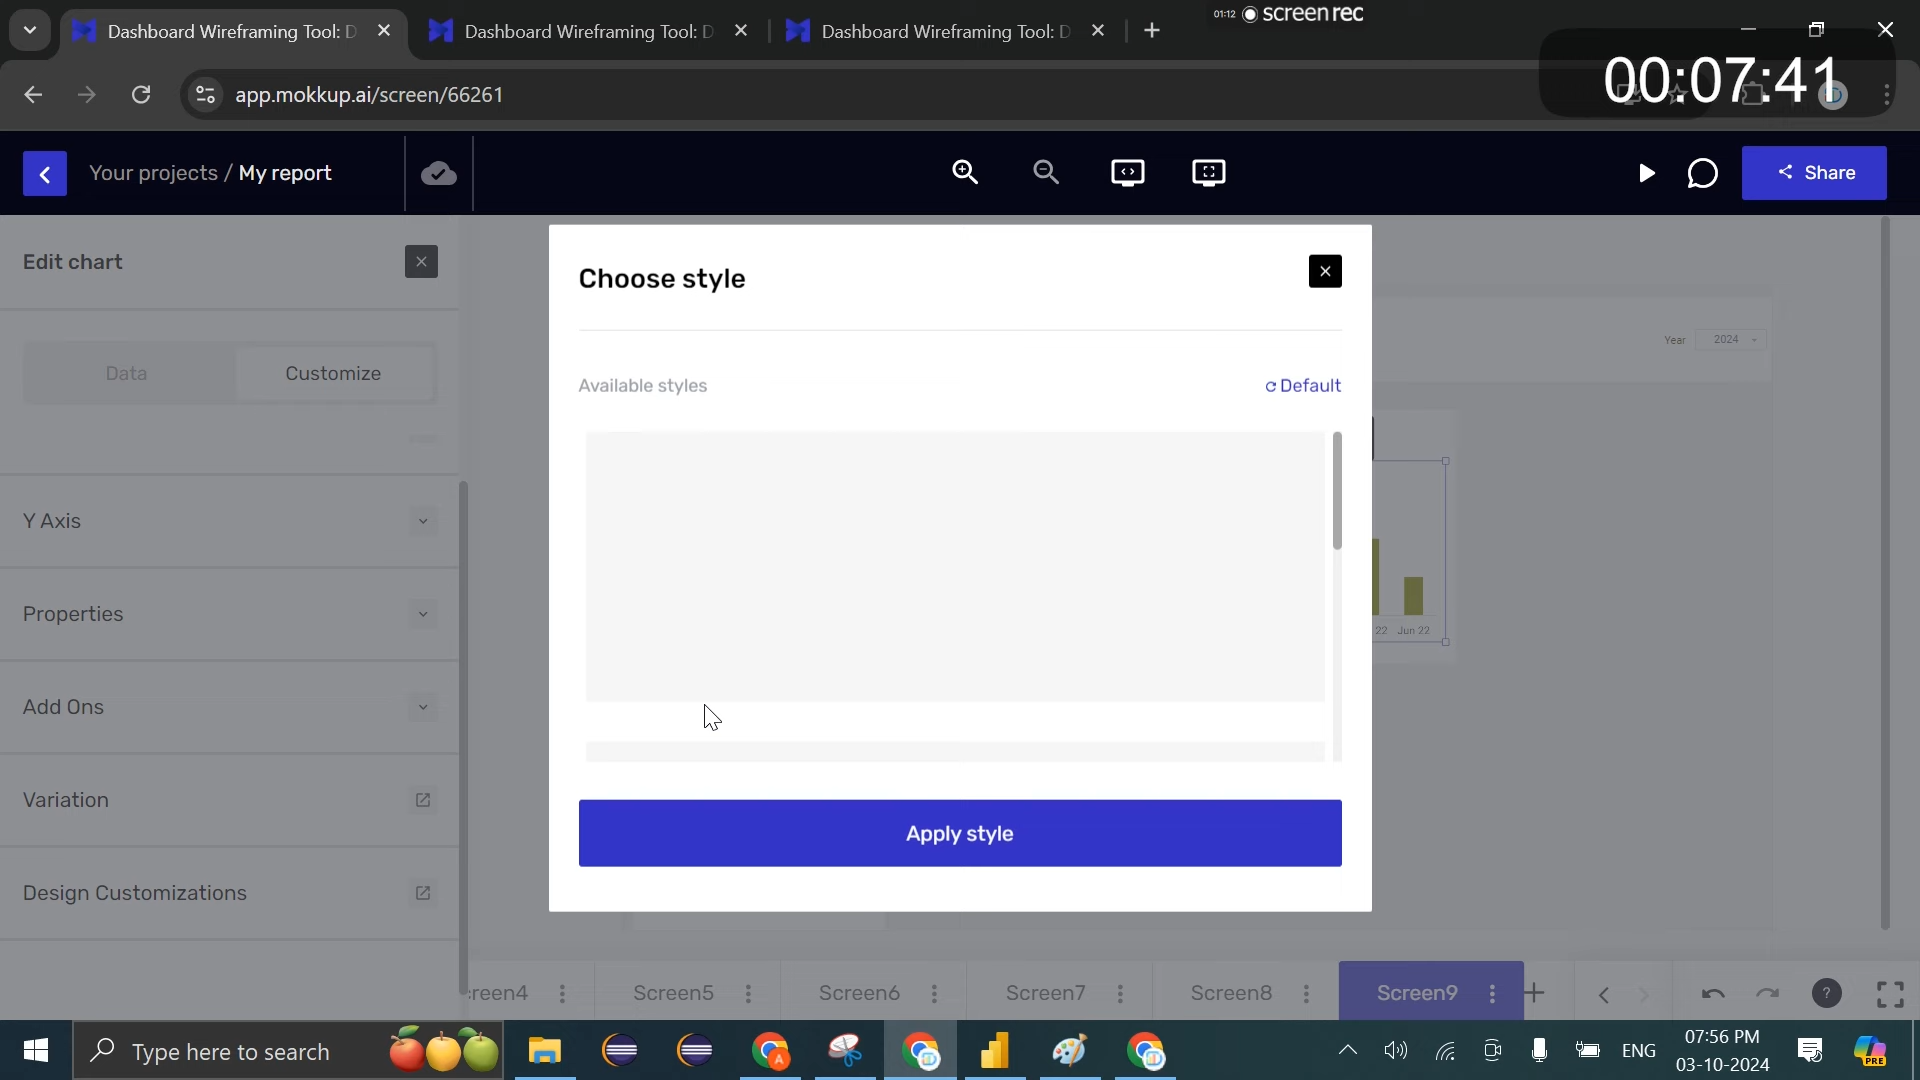 01:12 screenrec
Dashboard Wireframing Tool: D
Dashboard Wireframing Tool: D
Dashboard Wireframing Tool: D
00:07:41
app.mokkup.ai/screen/66261
Your projects / My report
Share
Edit chart
Choose style
Year 2024
Data Customize
Available styles
Default
Y Axis
Properties
22 Jun 22
Add Ons
Variation
Apply style
Design Customizations
creen4
Screen5
Screen6
Screen7
Screen8
Screen9
?
Type here to search
ENG
07:56 PM
03-10-2024
PRE